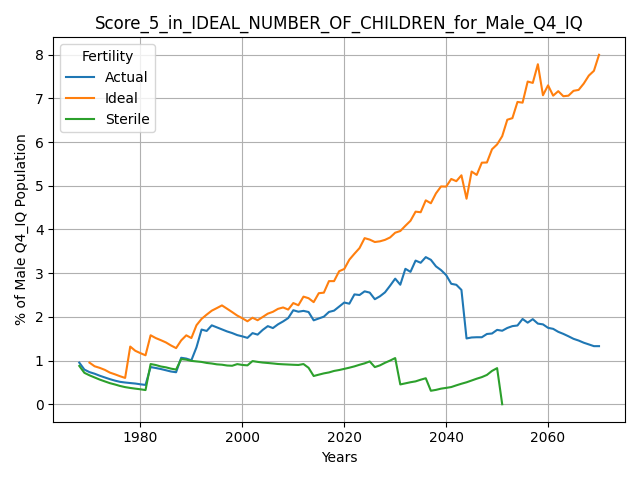 Score_5_in_IDEAL_NUMBER_OF_CHILDREN_for_Male_Q4_IQ
Fertility
Actual
Ideal
Sterile
% of Male Q4_IQ Population
8
7
6
5
4
3
2
1
0
1980
2000
2020
2040
2060
Years